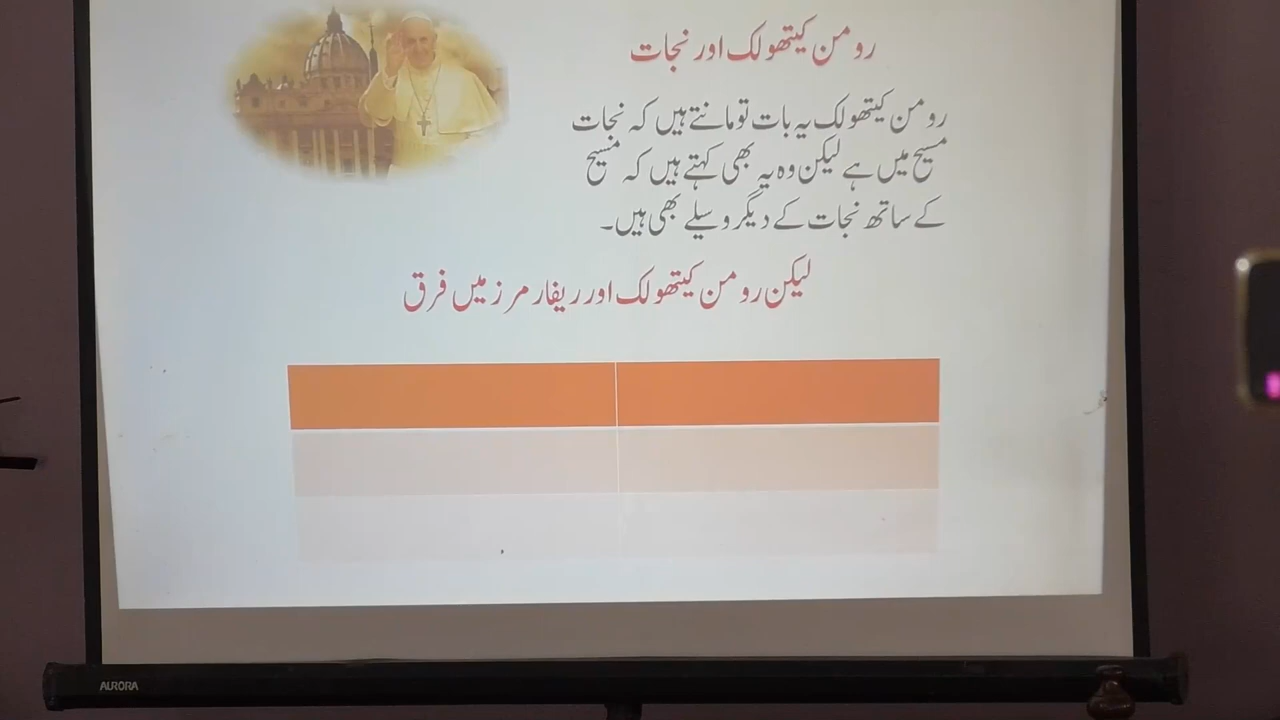 رومن کیتھولک اور نجات
رومن کیتھولک یہ بات تو مانتے ہیں کہ نجات
مسیح میں ہے لیکن وہ یہ بھی کہتے ہیں کہ مسیح
کے ساتھ نجات کے دیگر وسیلے بھی ہیں۔
لیکن رومن کیتھولک اور ریفارمرز میں فرق
AURORA